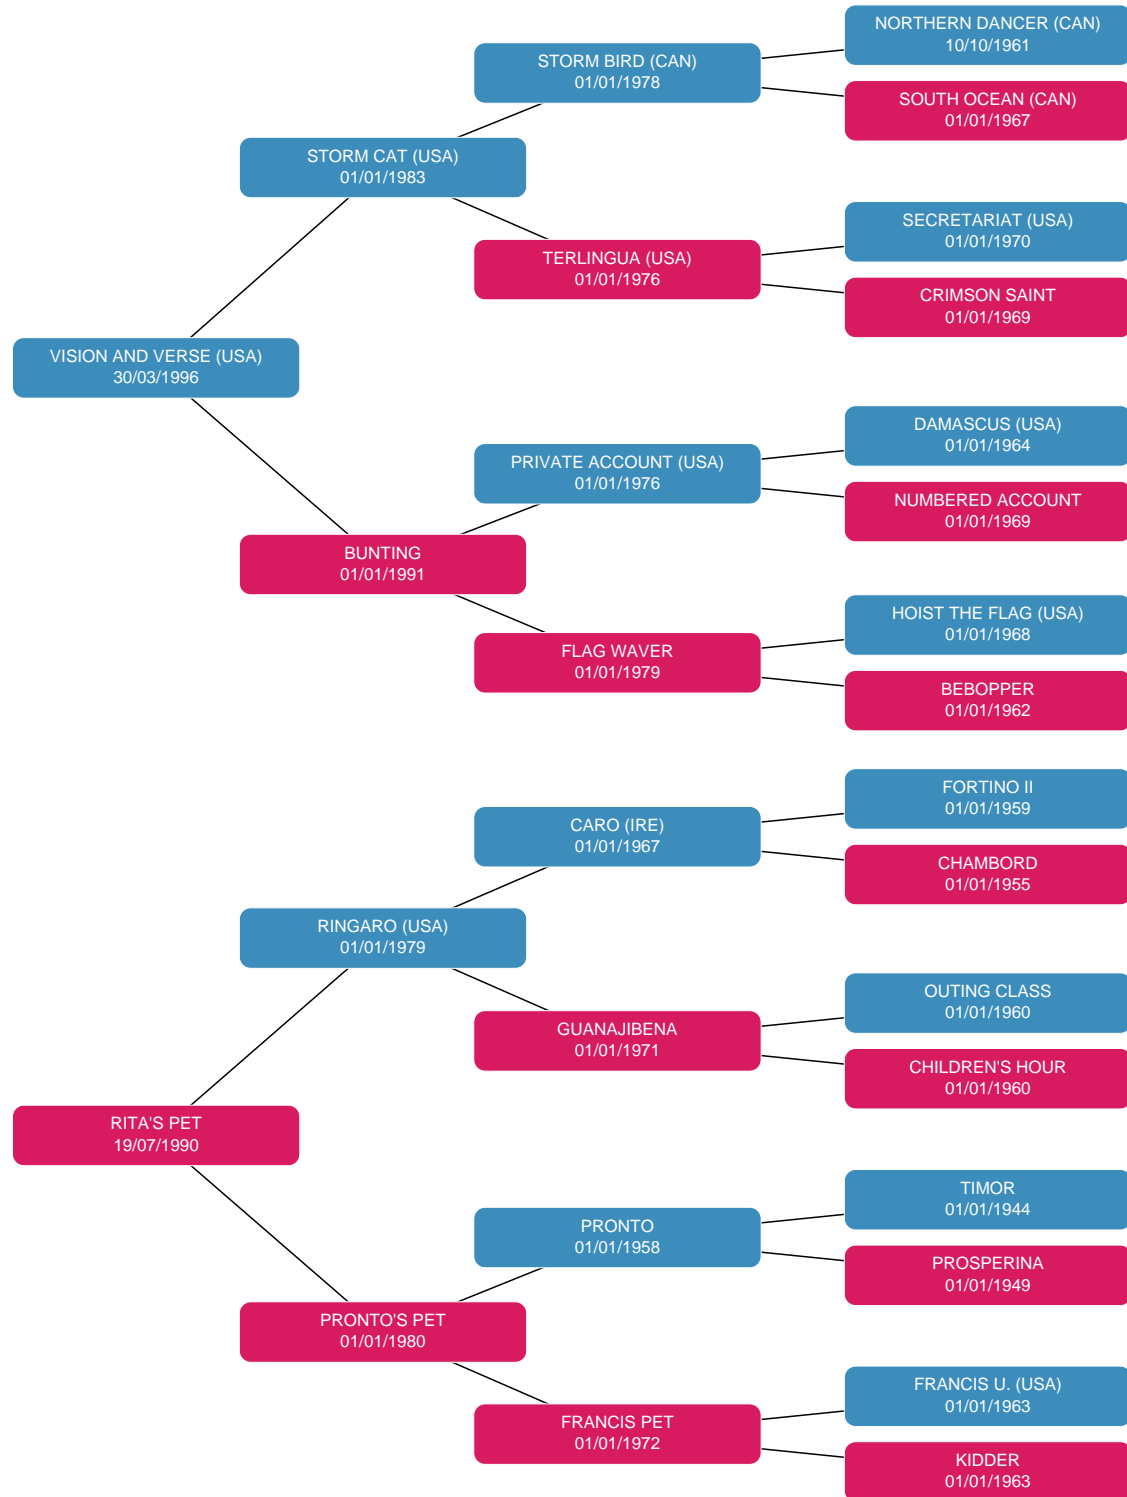 NORTHERN DANCER (CAN)
10/10/1961
STORM BIRD (CAN)
01/01/1978
SOUTH OCEAN (CAN)
01/01/1967
STORM CAT (USA)
01/01/1983
SECRETARIAT (USA)
01/01/1970
TERLINGUA (USA)
01/01/1976
CRIMSON SAINT
01/01/1969
VISION AND VERSE (USA)
30/03/1996
DAMASCUS (USA)
01/01/1964
PRIVATE ACCOUNT (USA)
01/01/1976
NUMBERED ACCOUNT
01/01/1969
BUNTING
01/01/1991
HOIST THE FLAG (USA)
01/01/1968
FLAG WAVER
01/01/1979
BEBOPPER
01/01/1962
FORTINO II
01/01/1959
CARO (IRE)
01/01/1967
CHAMBORD
01/01/1955
RINGARO (USA)
01/01/1979
OUTING CLASS
01/01/1960
GUANAJIBENA
01/01/1971
CHILDREN'S HOUR
01/01/1960
RITA'S PET
19/07/1990
TIMOR
01/01/1944
PRONTO
01/01/1958
PROSPERINA
01/01/1949
PRONTO'S PET
01/01/1980
FRANCIS U. (USA)
01/01/1963
FRANCIS PET
01/01/1972
KIDDER
01/01/1963